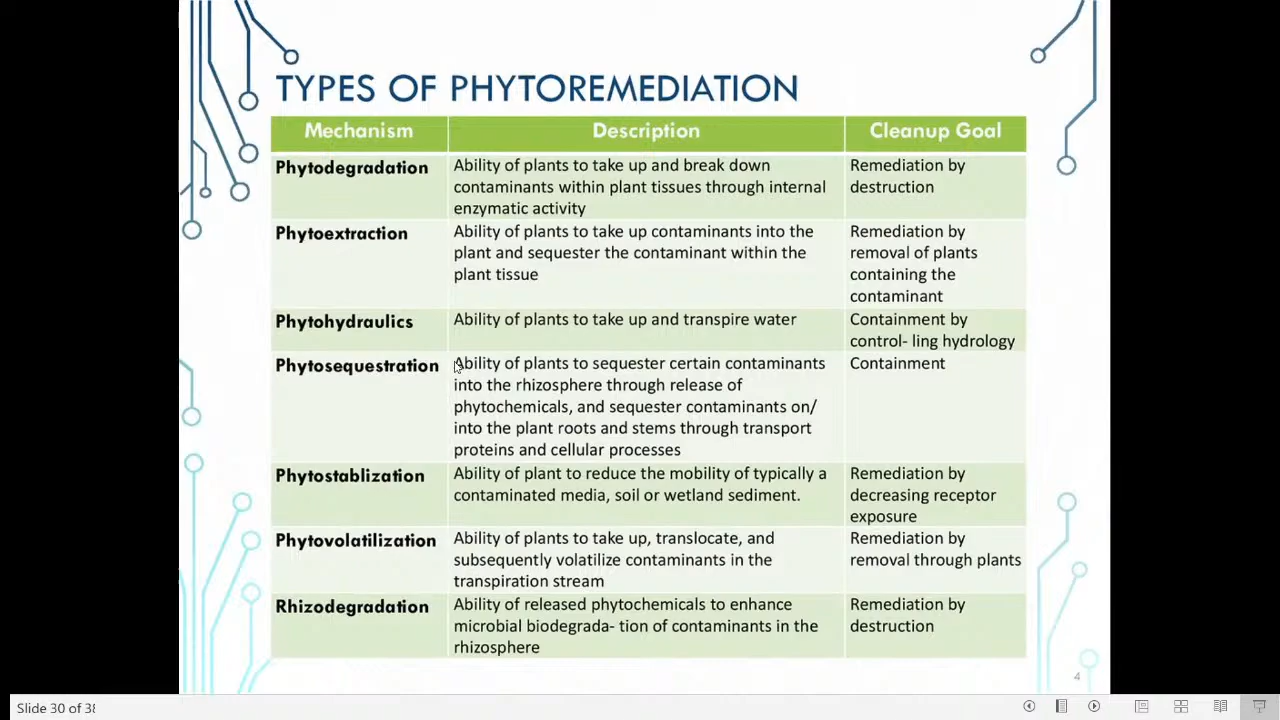 TYPES OF PHYTOREMEDIATION
Mechanism
Description
Cleanup Goal
Phytodegradation
Ability of plants to take up and break down
contaminants within plant tissues through internal
enzymatic activity
Remediation by
destruction
Phytoextraction
Ability of plants to take up contaminants into the
plant and sequester the contaminant within the
plant tissue
Remediation by
removal of plants
containing the
contaminant
Phytohydraulics
Ability of plants to take up and transpire water
Containment by
control- ling hydrology
Phytosequestration
Ability of plants to sequester certain contaminants
into the rhizosphere through release of
phytochemicals, and sequester contaminants on/
into the plant roots and stems through transport
proteins and cellular processes
Containment
Phytostablization
Ability of plant to reduce the mobility of typically a
contaminated media, soil or wetland sediment.
Remediation by
decreasing receptor
exposure
Phytovolatilization
Ability of plants to take up, translocate, and
subsequently volatilize contaminants in the
transpiration stream
Remediation by
removal through plants
Rhizodegradation
Ability of released phytochemicals to enhance
microbial biodegrada- tion of contaminants in the
rhizosphere
Remediation by
destruction
4
Slide 30 of 38